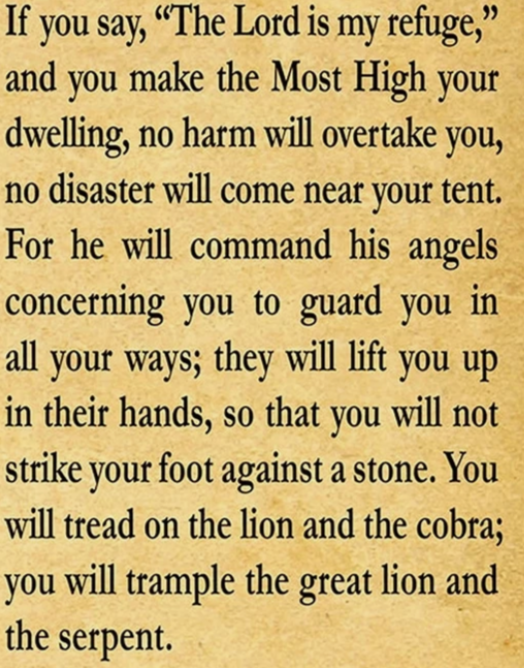 If you say, “The Lord is my refuge,”
and you make the Most High your
dwelling, no harm will overtake you,
no disaster will come near your tent.
For he will command his angels
concerning you to guard you in
all your ways; they will lift you up
in their hands, so that you will not
strike your foot against a stone. You
will tread on the lion and the cobra;
you will trample the great lion and
the serpent.